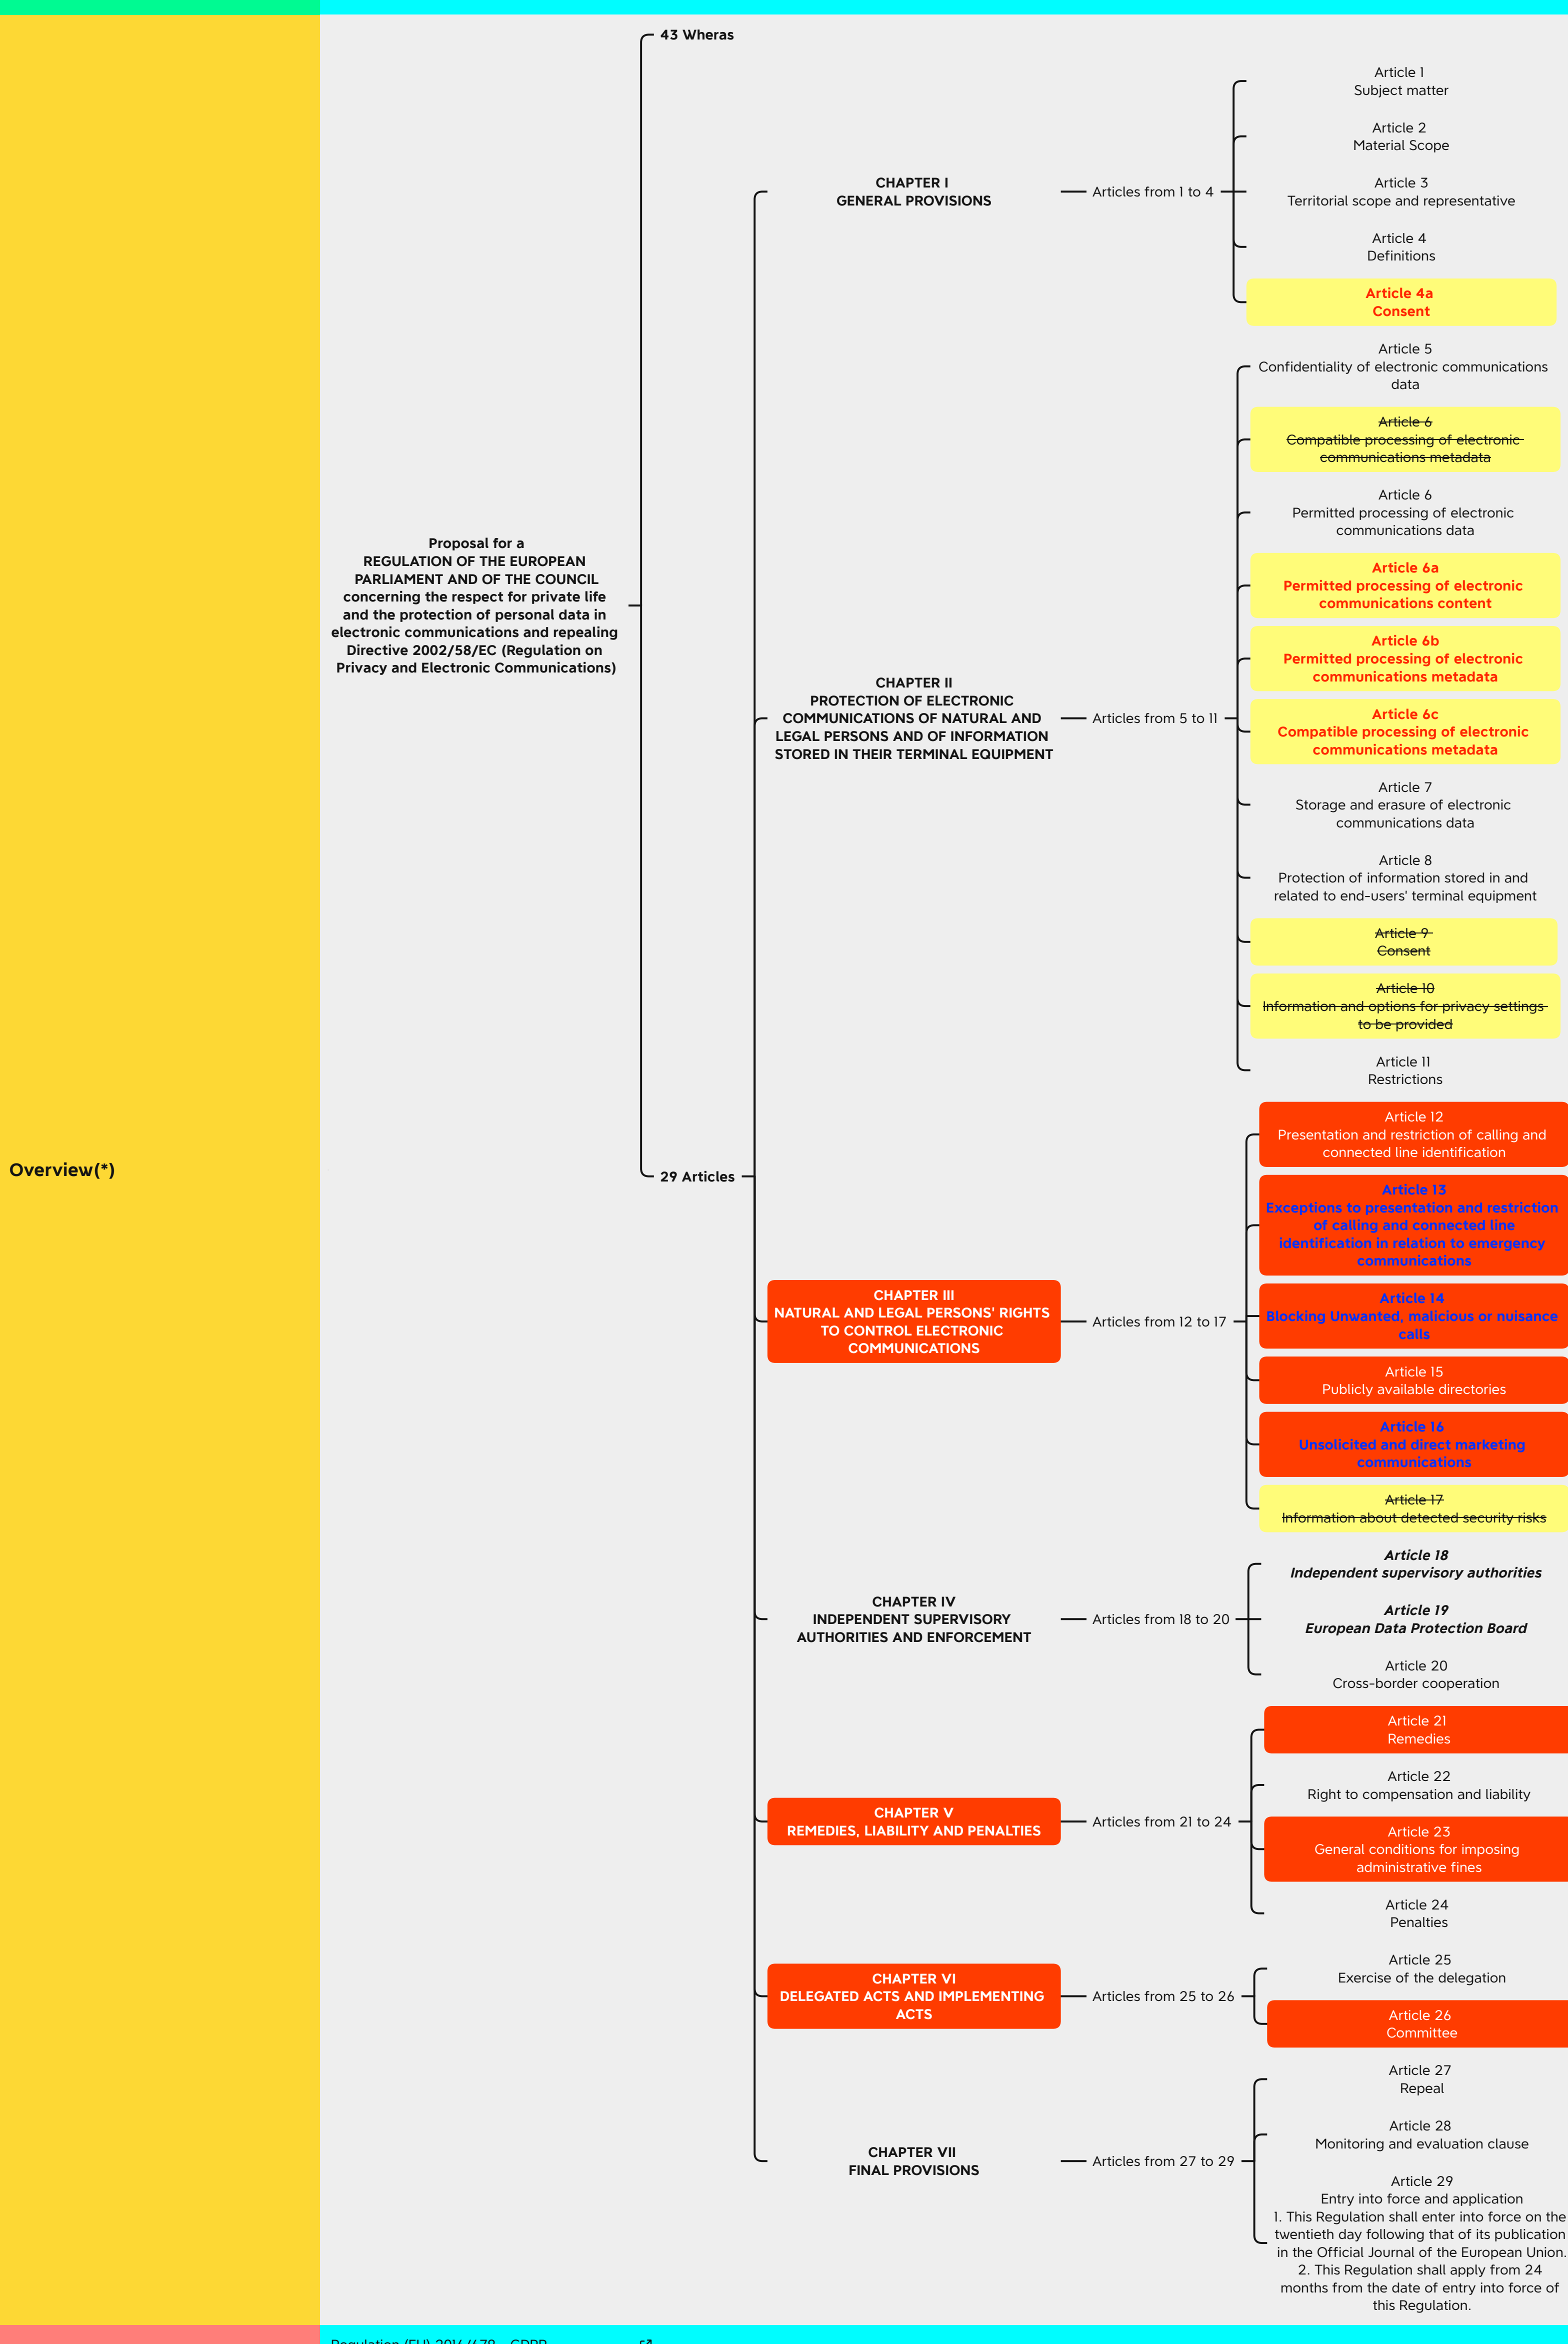 Overview(*)
Proposal for a
REGULATION OF THE EUROPEAN
PARLIAMENT AND OF THE COUNCIL
concerning the respect for private life
and the protection of personal data in
electronic communications and repealing
Directive 2002/58/EC (Regulation on
Privacy and Electronic Communications)
43 Wheras
29 Articles
CHAPTER I
GENERAL PROVISIONS
Articles from 1 to 4
Article 1
Subject matter
Article 2
Material Scope
Article 3
Territorial scope and representative
Article 4
Definitions
Article 4a
Consent
CHAPTER II
PROTECTION OF ELECTRONIC
COMMUNICATIONS OF NATURAL AND
LEGAL PERSONS AND OF INFORMATION
STORED IN THEIR TERMINAL EQUIPMENT
Articles from 5 to 11
Article 5
Confidentiality of electronic communications
data
Article 6
Compatible processing of electronic
communications metadata
Article 6
Permitted processing of electronic
communications data
Article 6a
Permitted processing of electronic
communications content
Article 6b
Permitted processing of electronic
communications metadata
Article 6c
Compatible processing of electronic
communications metadata
Article 7
Storage and erasure of electronic
communications data
Article 8
Protection of information stored in and
related to end-users' terminal equipment
Article 9
Consent
Article 10
Information and options for privacy settings
to be provided
Article 11
Restrictions
CHAPTER III
NATURAL AND LEGAL PERSONS' RIGHTS
TO CONTROL ELECTRONIC
COMMUNICATIONS
Articles from 12 to 17
Article 12
Presentation and restriction of calling and
connected line identification
Article 13
Exceptions to presentation and restriction
of calling and connected line
identification in relation to emergency
communications
Article 14
Blocking Unwanted, malicious or nuisance
calls
Article 15
Publicly available directories
Article 16
Unsolicited and direct marketing
communications
Article 17
Information about detected security risks
CHAPTER IV
INDEPENDENT SUPERVISORY
AUTHORITIES AND ENFORCEMENT
Articles from 18 to 20
Article 18
Independent supervisory authorities
Article 19
European Data Protection Board
Article 20
Cross-border cooperation
CHAPTER V
REMEDIES, LIABILITY AND PENALTIES
Articles from 21 to 24
Article 21
Remedies
Article 22
Right to compensation and liability
Article 23
General conditions for imposing
administrative fines
Article 24
Penalties
CHAPTER VI
DELEGATED ACTS AND IMPLEMENTING
ACTS
Articles from 25 to 26
Article 25
Exercise of the delegation
Article 26
Committee
CHAPTER VII
FINAL PROVISIONS
Articles from 27 to 29
Article 27
Repeal
Article 28
Monitoring and evaluation clause
Article 29
Entry into force and application
1. This Regulation shall enter into force on the
twentieth day following that of its publication
in the Official Journal of the European Union.
2. This Regulation shall apply from 24
months from the date of entry into force of
this Regulation.
Regulation (EU) 2016/679 - GDPR